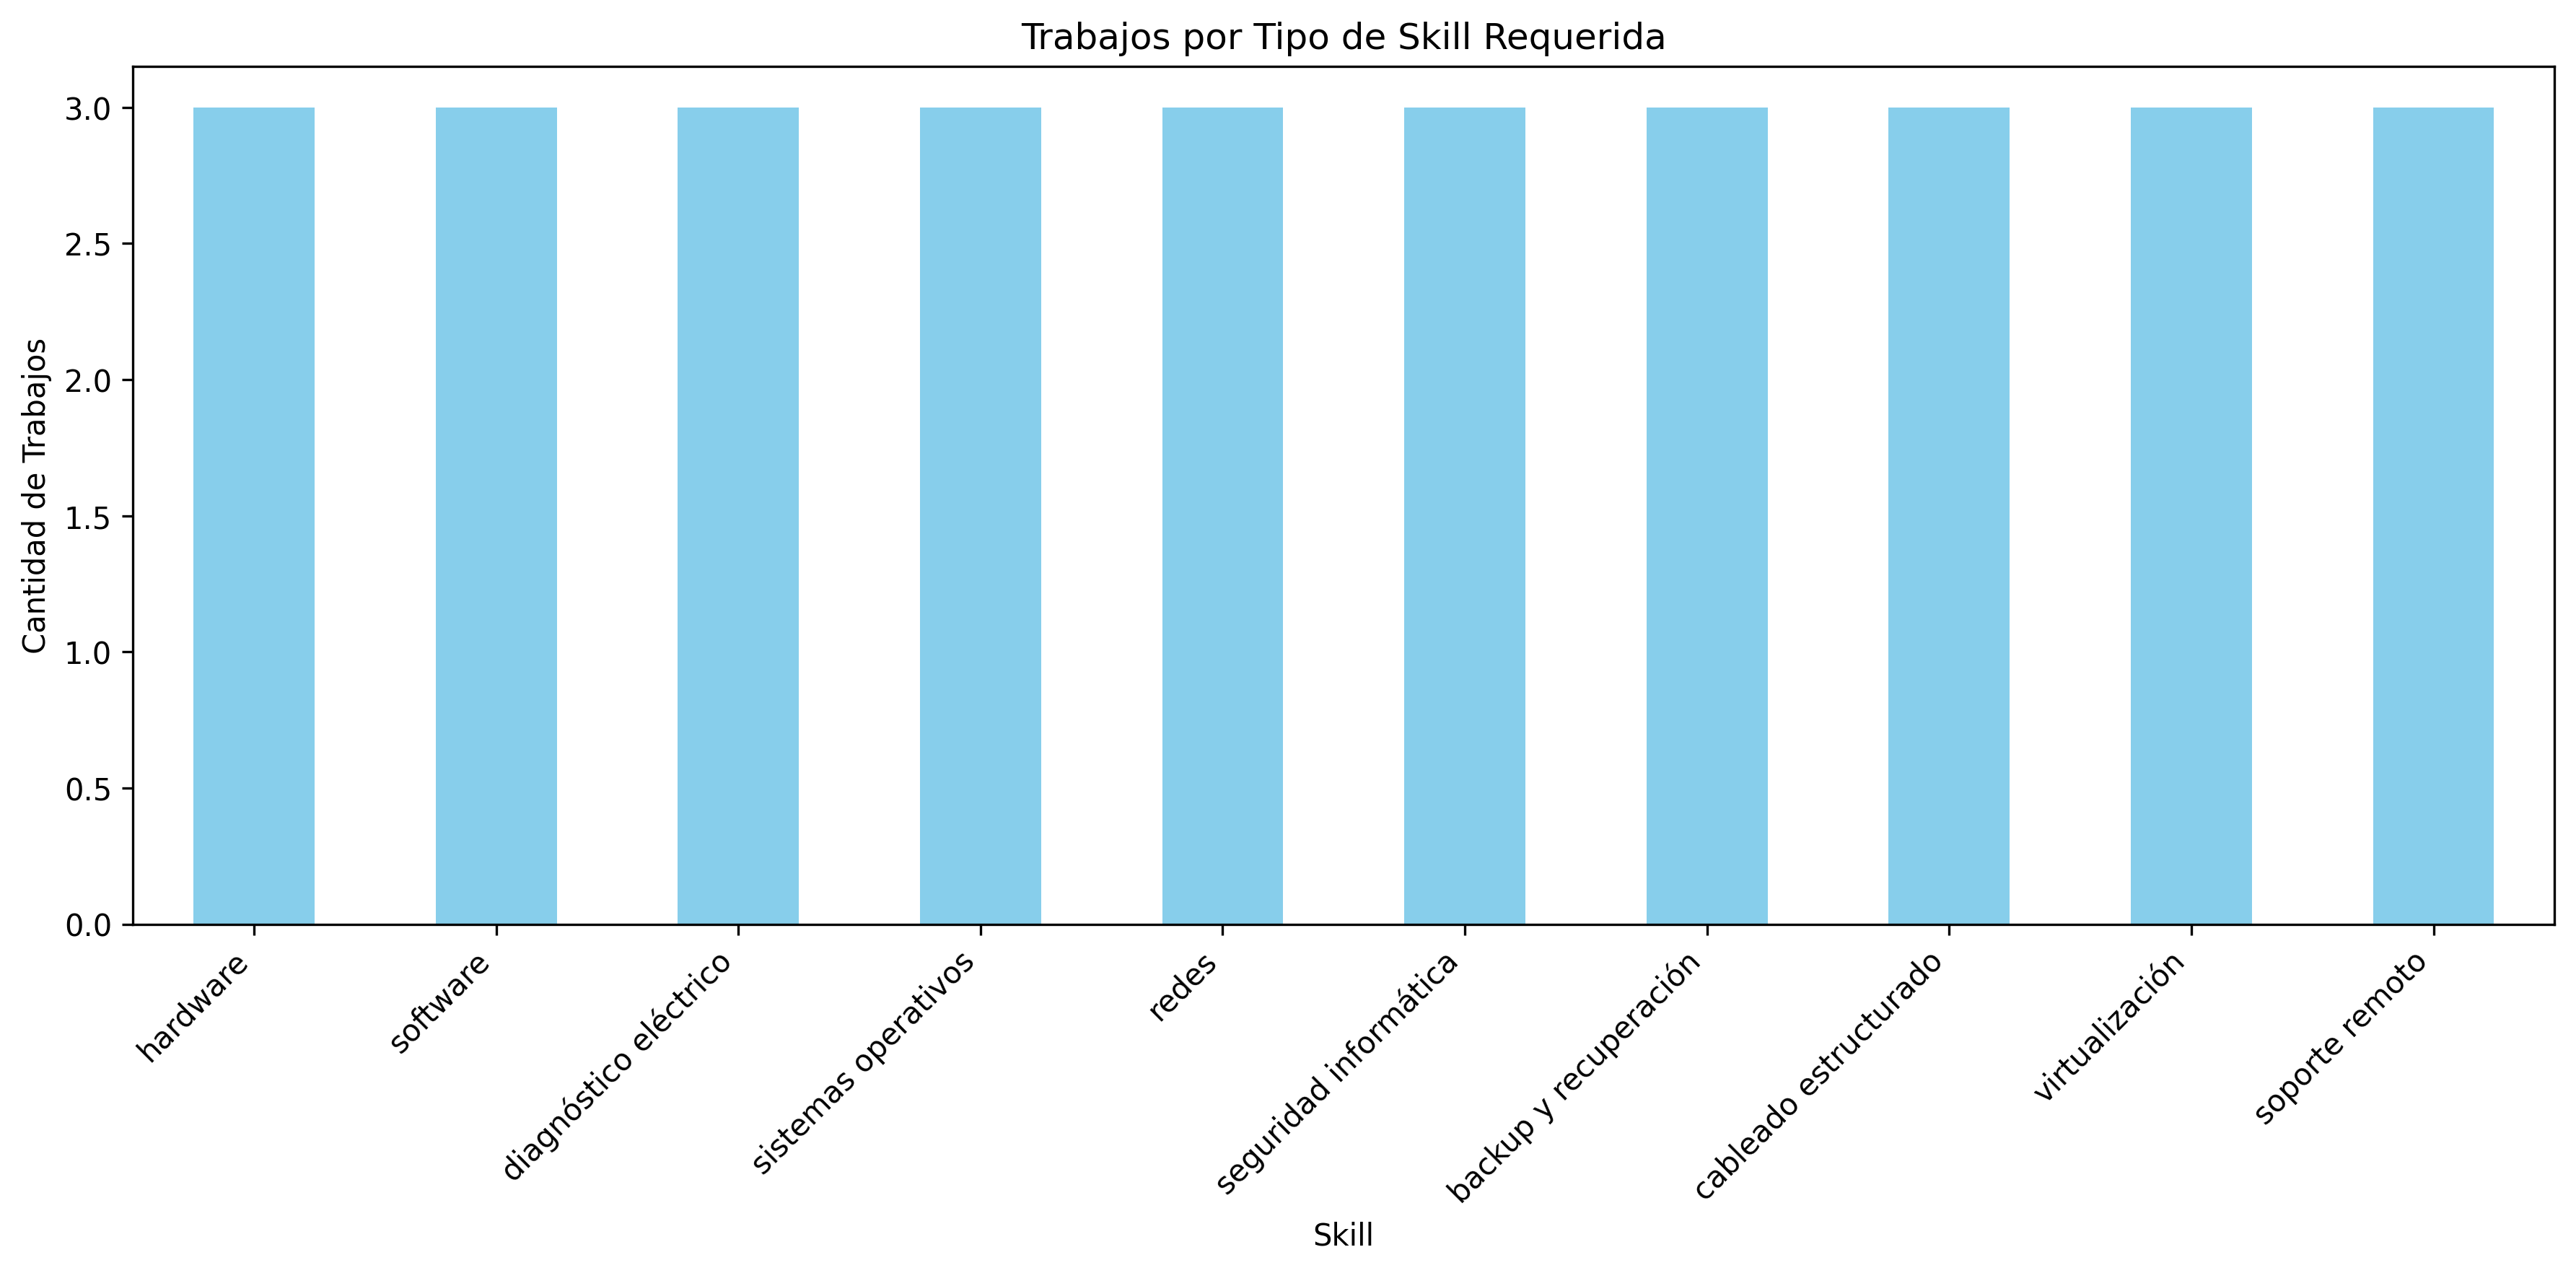 Trabajos por Tipo de Skill Requerida
Cantidad de Trabajos
3.0
2.5
2.0
1.5
1.0
0.5
0.0
hardware
software
diagnóstico eléctrico
sistemas operativos
redes
seguridad informática
backup y recuperación
cableado estructurado
virtualización
soporte remoto
Skill